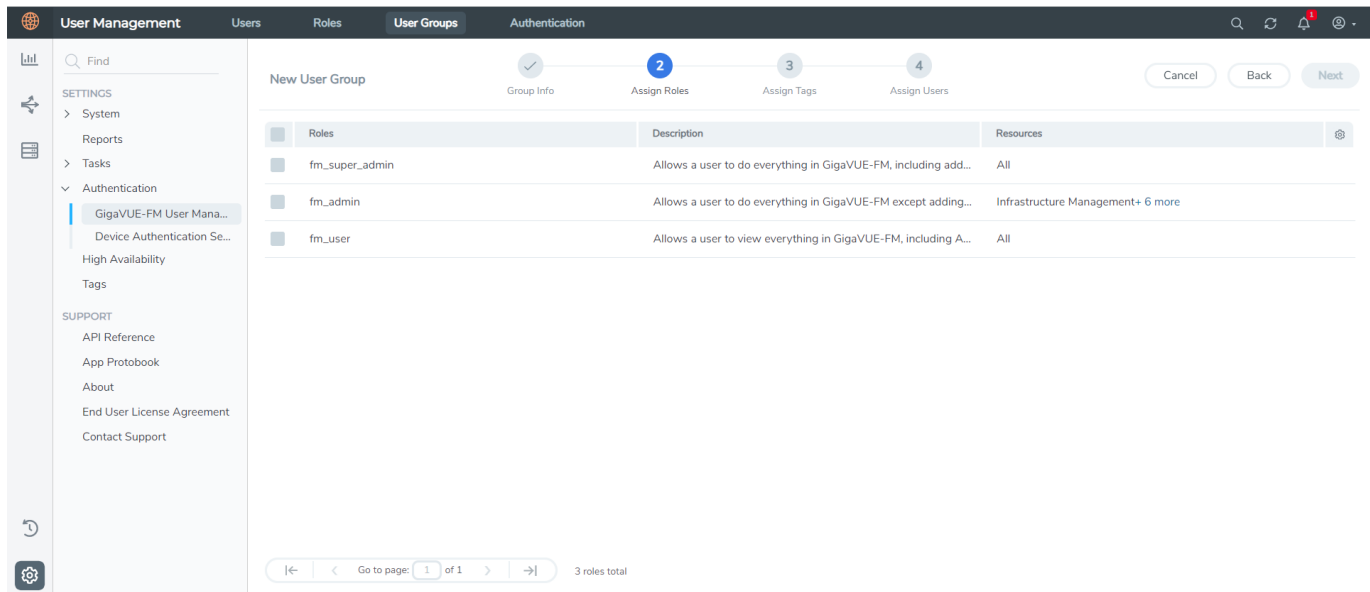 User Management
Users
Roles
User Groups
Authentication
1
Find
SETTINGS
System
Reports
Tasks
Authentication
GigaVUE-FM User Mana...
Device Authentication Se...
High Availability
Tags
SUPPORT
API Reference
App Protobook
About
End User License Agreement
Contact Support
New User Group
Group Info
2
Assign Roles
3
Assign Tags
4
Assign Users
Cancel
Back
Next
Roles
Description
Resources
fm_super_admin
Allows a user to do everything in GigaVUE-FM, including add...
All
fm_admin
Allows a user to do everything in GigaVUE-FM except adding...
Infrastructure Management+ 6 more
fm_user
Allows a user to view everything in GigaVUE-FM, including A...
All
Go to page: 1 of 1
3 roles total